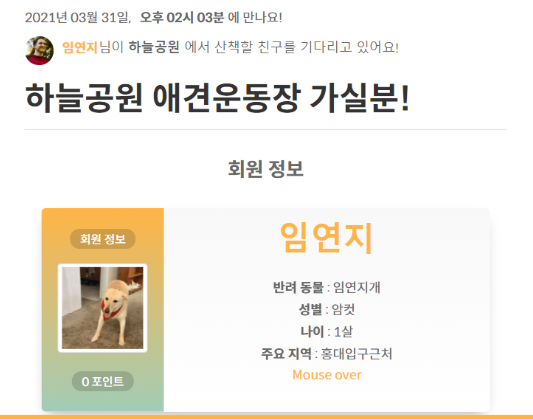 2021년 03월 31일, 오후 02시 03분 에 만나요!
임연지님이 하늘공원 에서 산책할 친구를 기다리고 있어요!
하늘공원 애견운동장 가실분!
회원 정보
회원 정보
임연지
반려 동물 : 임연지개
성별 : 암컷
나이 : 1살
주요 지역 : 홍대입구근처
Mouse over
0 포인트